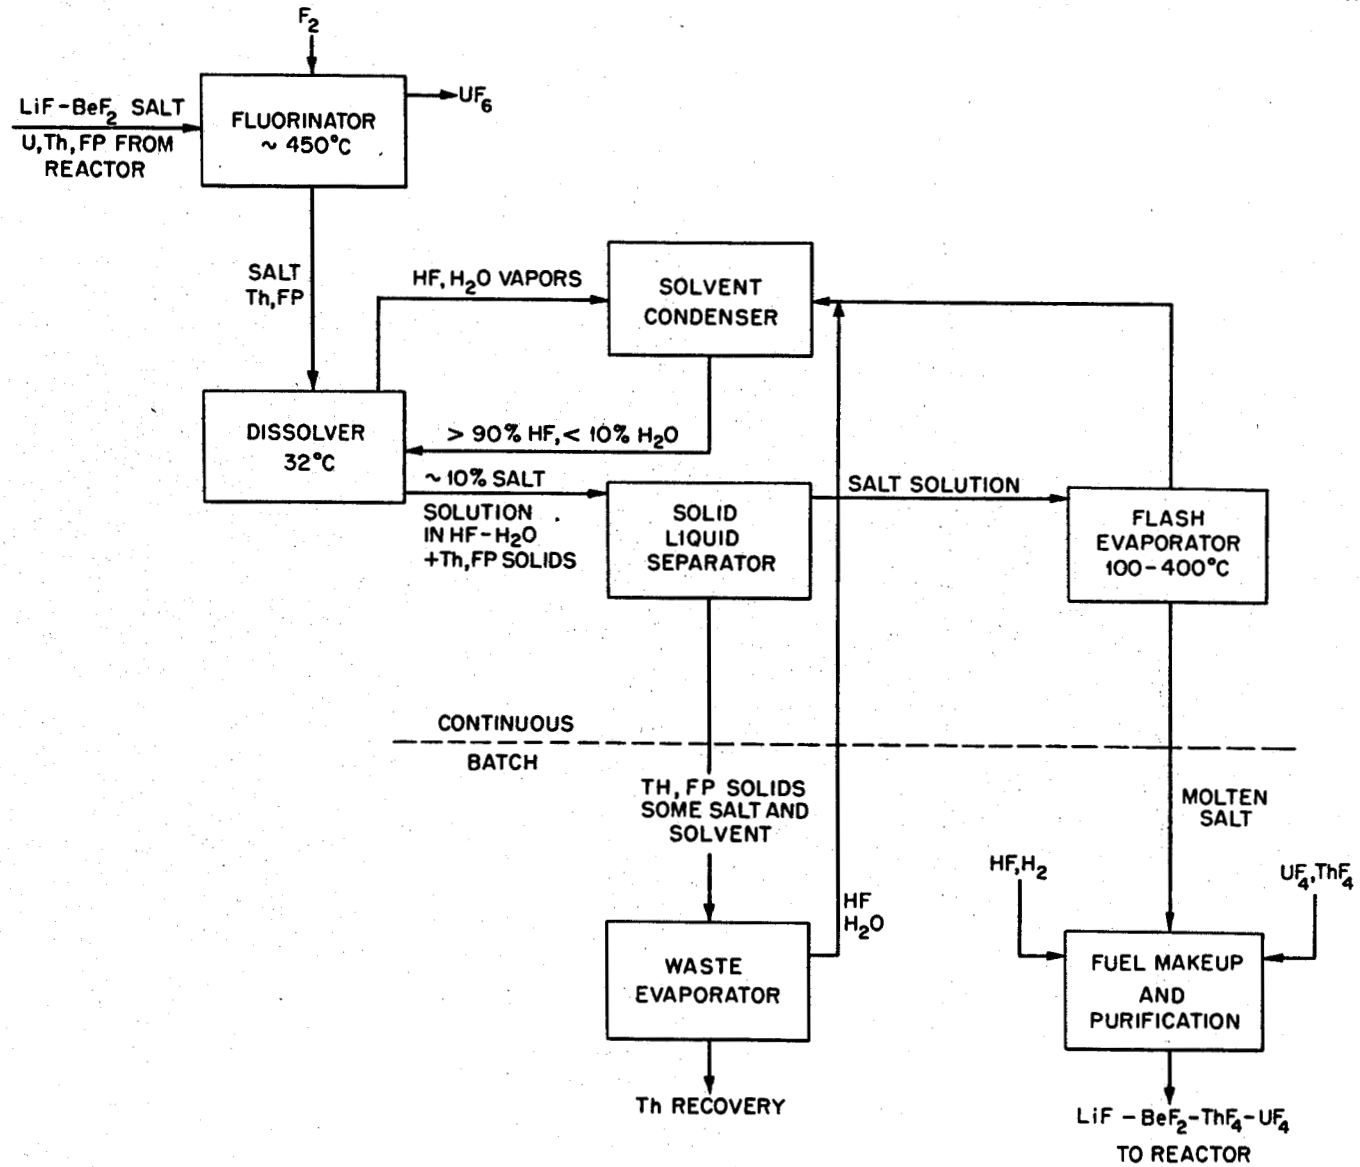 F2
LiF-BeF2 SALT
U,Th,FP FROM
REACTOR
FLUORINATOR
~ 450°C
UF6
SALT
Th,FP
HF,H2O VAPORS
SOLVENT
CONDENSER
DISSOLVER
32°C
> 90% HF,< 10% H2O
~10% SALT
SOLUTION
IN HF-H2O
+Th,FP SOLIDS
SOLID
LIQUID
SEPARATOR
SALT SOLUTION
FLASH
EVAPORATOR
100-400°C
CONTINUOUS
BATCH
TH, FP SOLIDS
SOME SALT AND
SOLVENT
MOLTEN
SALT
HF,H2
UF4,ThF4
HF
H2O
WASTE
EVAPORATOR
FUEL MAKEUP
AND
PURIFICATION
Th RECOVERY
LiF -BeF2-ThF4-UF4
TO REACTOR